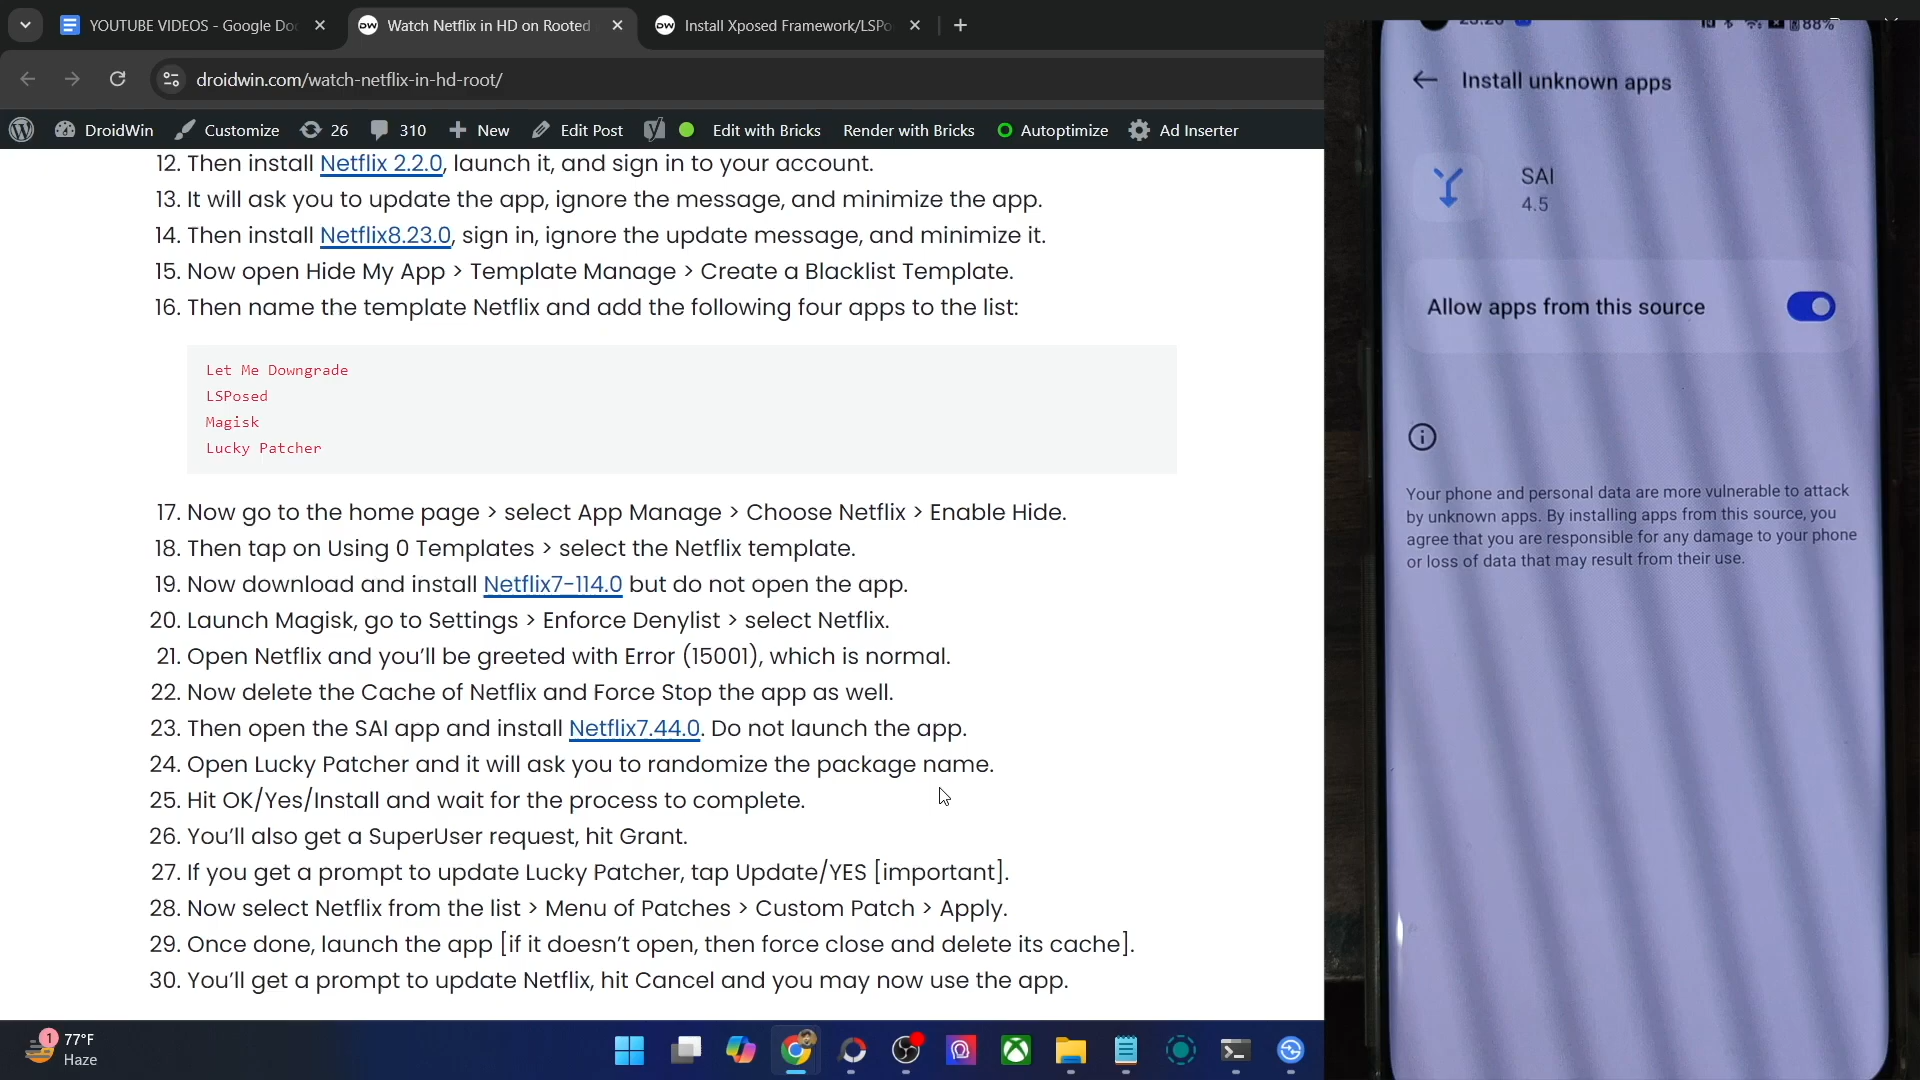 YOUTUBE VIDEOS - Google Do
Watch Netflix in HD on Rooted
Install Xposed Framework/LSPo
droidwin.com/watch-netflix-in-hd-root/
DroidWin
Customize
26
310
New
Edit Post
Edit with Bricks
Render with Bricks
Autoptimize
Ad Inserter
12. Then install Netflix 2.2.0, launch it, and sign in to your account.
13. It will ask you to update the app, ignore the message, and minimize the app.
14. Then install Netflix8.23.0, sign in, ignore the update message, and minimize it.
15. Now open Hide My App > Template Manage > Create a Blacklist Template.
16. Then name the template Netflix and add the following four apps to the list:
Let Me Downgrade
LSPosed
Magisk
Lucky Patcher
17. Now go to the home page > select App Manage > Choose Netflix > Enable Hide.
18. Then tap on Using 0 Templates > select the Netflix template.
19. Now download and install Netflix7-114.0 but do not open the app.
20. Launch Magisk, go to Settings > Enforce Denylist > select Netflix.
21. Open Netflix and you’ll be greeted with Error (15001), which is normal.
22. Now delete the Cache of Netflix and Force Stop the app as well.
23. Then open the SAI app and install Netflix7.44.0. Do not launch the app.
24. Open Lucky Patcher and it will ask you to randomize the package name.
25. Hit OK/Yes/Install and wait for the process to complete.
26. You’ll also get a SuperUser request, hit Grant.
27. If you get a prompt to update Lucky Patcher, tap Update/YES [important].
28. Now select Netflix from the list > Menu of Patches > Custom Patch > Apply.
29. Once done, launch the app [if it doesn’t open, then force close and delete its cache].
30. You’ll get a prompt to update Netflix, hit Cancel and you may now use the app.
1
77°F
Haze
88%
Install unknown apps
SAI
4.5
Allow apps from this source
Your phone and personal data are more vulnerable to attack
by unknown apps. By installing apps from this source, you
agree that you are responsible for any damage to your phone
or loss of data that may result from their use.